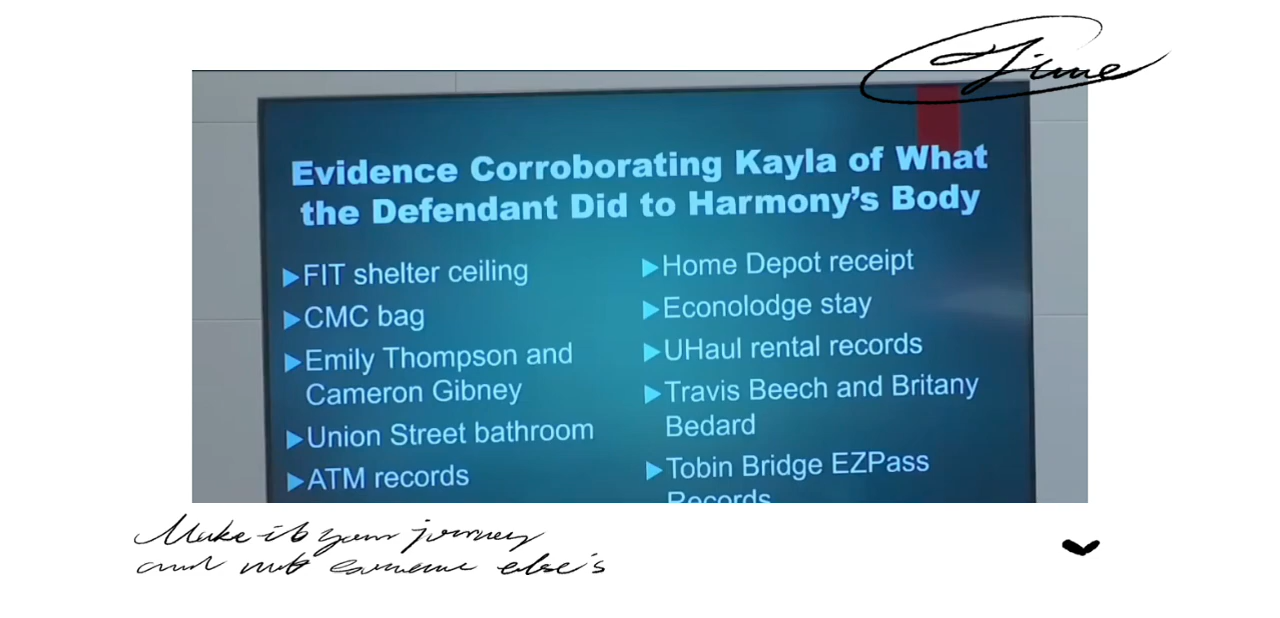 Time
Evidence Corroborating Kayla of What
the Defendant Did to Harmony's Body
FIT shelter ceiling
CMC bag
Emily Thompson and
Cameron Gibney
Union Street bathroom
ATM records
Home Depot receipt
Econolodge stay
UHaul rental records
Travis Beech and Britany
Bedard
Tobin Bridge EZPass
Records
Make it your journey
and not someone else's